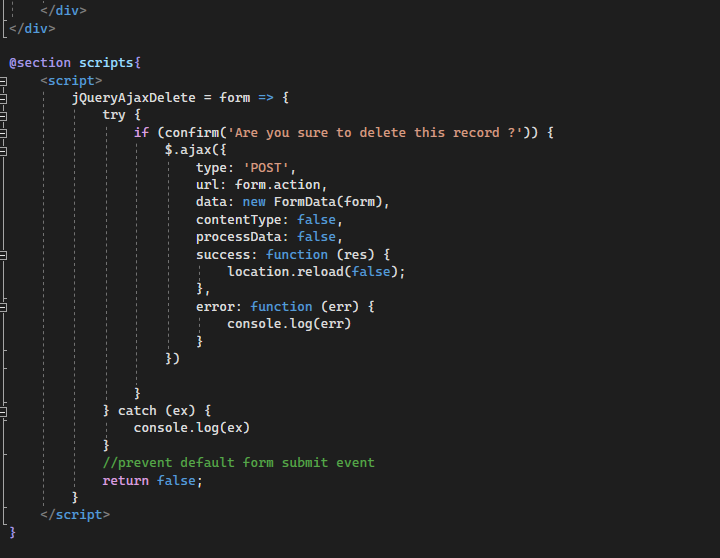 </div>
</div>
@section scripts{
<script>
jQueryAjaxDelete = form => {
try {
if (confirm('Are you sure to delete this record ?')) {
$.ajax({
type: 'POST',
url: form.action,
data: new FormData(form),
contentType: false,
processData: false,
success: function (res) {
location.reload(false);
},
error: function (err) {
console.log(err)
}
})
}
} catch (ex) {
console.log(ex)
}
//prevent default form submit event
return false;
}
</script>
}